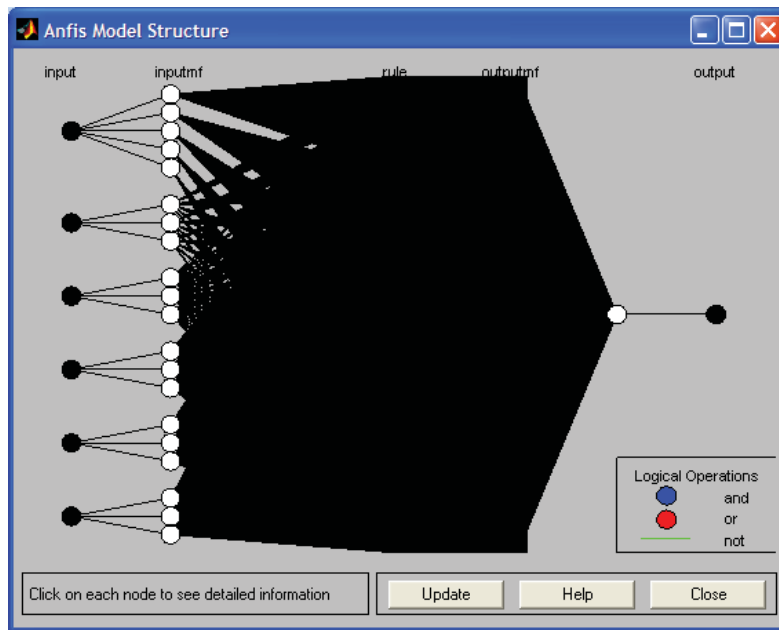 Anfis Model Structure
input inputmf rule outputmf output
Logical Operations
and
or
not
Click on each node to see detailed information Update Help Close